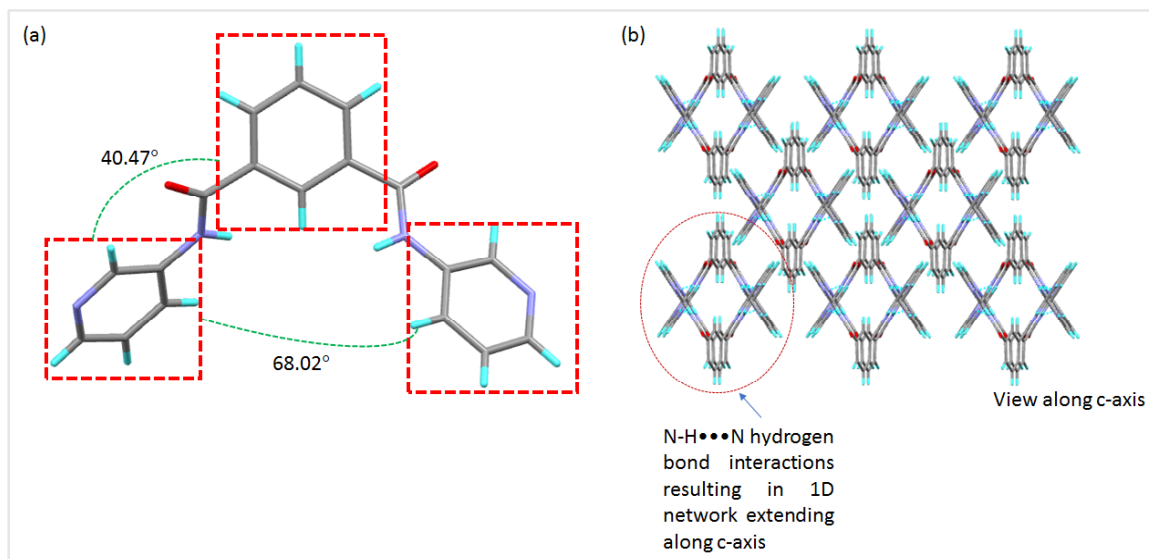 (a)
40.47°
68.02°
(b)
View along c-axis
N-H•••N hydrogen
bond interactions
resulting in 1D
network extending
along c-axis